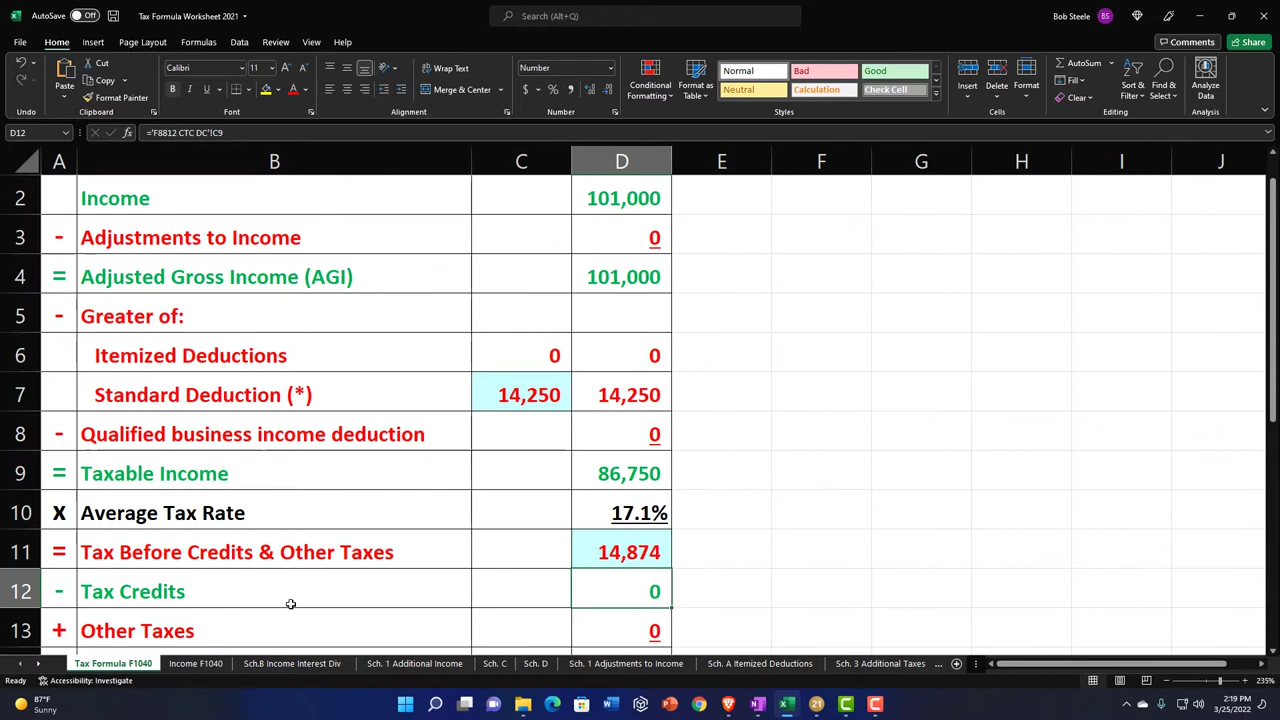 AutoSave Off Tax Formula Worksheet 2021 Search (Alt+Q) Bob Steele BS
File Home Insert Page Layout Formulas Data Review View Help Comments Share
Paste Cut Copy Format Painter Calibri 11 Wrap Text Merge & Center Number Conditional Formatting Format as Table Normal Bad Good Neutral Calculation Check Cell Insert Delete Format AutoSum Fill Clear Sort & Filter Find & Select Analyze Data
Undo Clipboard Font Alignment Number Styles Cells Editing Analysis
D12 fx ='F8812 CTC DC'!C9
A B C D E F G H I J
2 Income 101,000
3 - Adjustments to Income 0
4 = Adjusted Gross Income (AGI) 101,000
5 - Greater of:
6 Itemized Deductions 0 0
7 Standard Deduction (*) 14,250 14,250
8 - Qualified business income deduction 0
9 = Taxable Income 86,750
10 X Average Tax Rate 17.1%
11 = Tax Before Credits & Other Taxes 14,874
12 - Tax Credits 0
13 + Other Taxes 0
Tax Formula F1040 Income F1040 Sch.B Income Interest Div Sch. 1 Additional Income Sch. C Sch. D Sch. 1 Adjustments to Income Sch. A Itemized Deductions Sch. 3 Additional Taxes ...
Ready Accessibility: Investigate 235%
87°F
Sunny
2:19 PM
3/25/2022